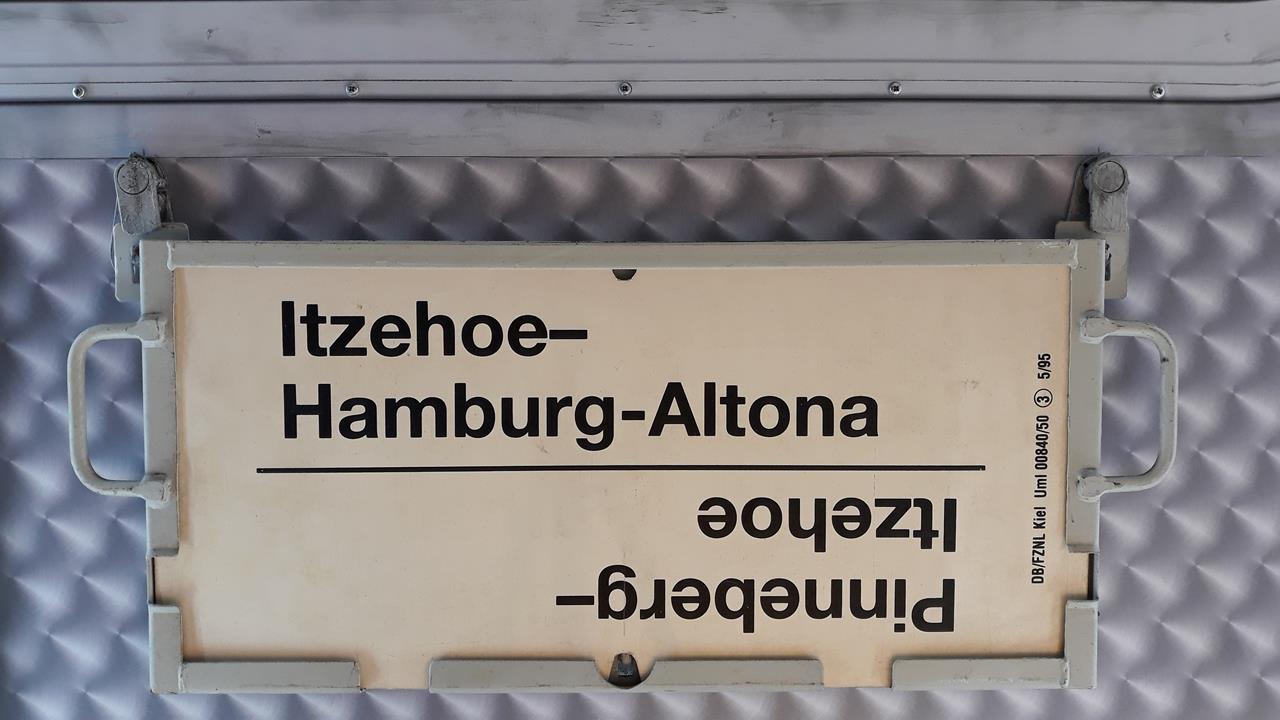 Itzehoe–
Hamburg-Altona
Pinneberg–
Itzehoe
DB/FZNL Kiel Uml 00840/50 ③ 5/95